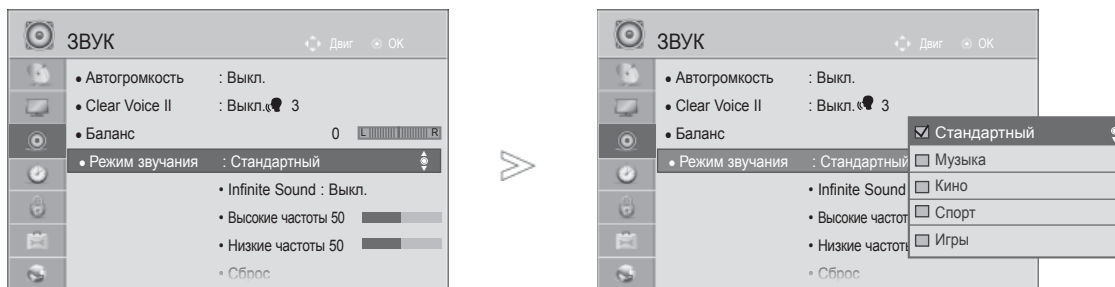 ЗВУК
Двиг OK
• Автогромкость : Выкл.
• Clear Voice II : Выкл. 3
• Баланс 0 L R
• Режим звучания : Стандартный
• Infinite Sound : Выкл.
• Высокие частоты 50
• Низкие частоты 50
• Сброс
ЗВУК
Двиг OK
• Автогромкость : Выкл.
• Clear Voice II : Выкл. 3
• Баланс
• Режим звучания : Стандартный
• Infinite Sound
• Высокие частот
• Низкие частоть
• Сброс
Стандартный
Музыка
Кино
Спорт
Игры